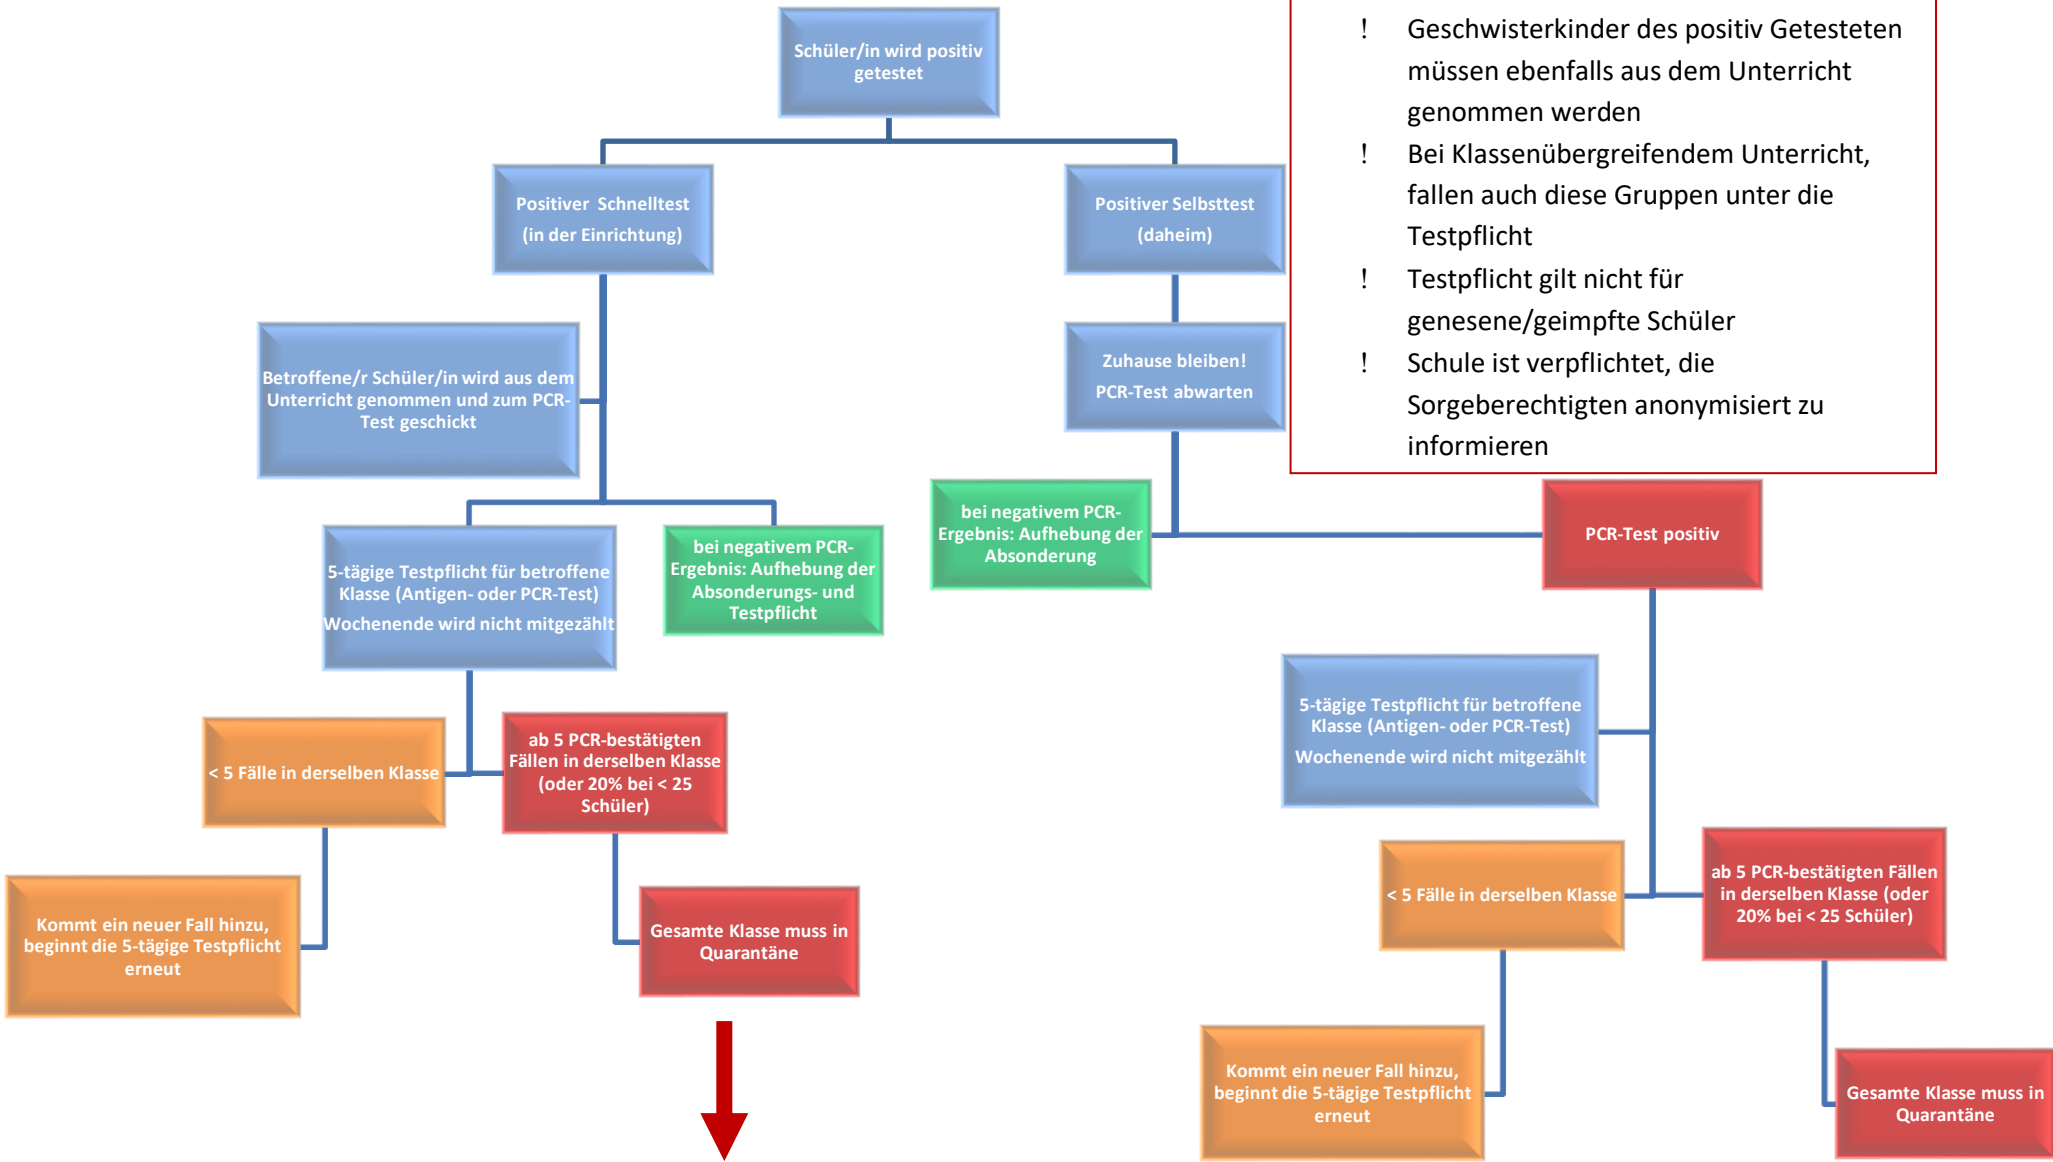 Schüler/in wird positiv
getestet
! Geschwisterkinder des positiv Getesteten
müssen ebenfalls aus dem Unterricht
genommen werden
! Bei Klassenübergreifendem Unterricht,
fallen auch diese Gruppen unter die
Testpflicht
! Testpflicht gilt nicht für
genesene/geimpfte Schüler
! Schule ist verpflichtet, die
Sorgeberechtigten anonymisiert zu
informieren
Positiver Schnelltest
(in der Einrichtung)
Positiver Selbsttest
(daheim)
Betroffene/r Schüler/in wird aus dem
Unterricht genommen und zum PCR-
Test geschickt
Zuhause bleiben!
PCR-Test abwarten
5-tägige Testpflicht für betroffene
Klasse (Antigen- oder PCR-Test)
Wochenende wird nicht mitgezählt
bei negativem PCR-
Ergebnis: Aufhebung der
Absonderungs- und
Testpflicht
bei negativem PCR-
Ergebnis: Aufhebung der
Absonderung
PCR-Test positiv
< 5 Fälle in derselben Klasse
ab 5 PCR-bestätigten
Fällen in derselben Klasse
(oder 20% bei < 25
Schüler)
Kommt ein neuer Fall hinzu,
beginnt die 5-tägige Testpflicht
erneut
Gesamte Klasse muss in
Quarantäne
5-tägige Testpflicht für betroffene
Klasse (Antigen- oder PCR-Test)
Wochenende wird nicht mitgezählt
< 5 Fälle in derselben Klasse
ab 5 PCR-bestätigten Fällen
in derselben Klasse (oder
20% bei < 25 Schüler)
Kommt ein neuer Fall hinzu,
beginnt die 5-tägige Testpflicht
erneut
Gesamte Klasse muss in
Quarantäne